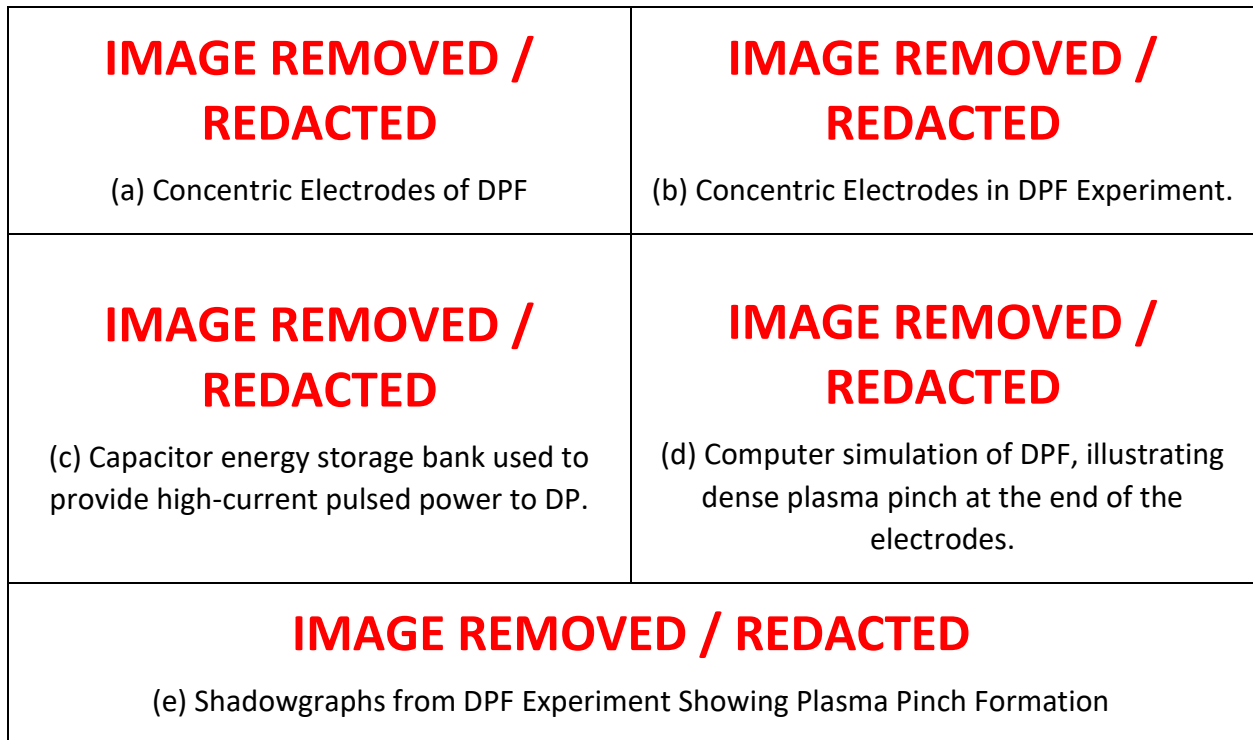 IMAGE REMOVED /
REDACTED
(a) Concentric Electrodes of DPF
IMAGE REMOVED /
REDACTED
(b) Concentric Electrodes in DPF Experiment.
IMAGE REMOVED /
REDACTED
(c) Capacitor energy storage bank used to
provide high-current pulsed power to DP.
IMAGE REMOVED /
REDACTED
(d) Computer simulation of DPF, illustrating
dense plasma pinch at the end of the
electrodes.
IMAGE REMOVED / REDACTED
(e) Shadowgraphs from DPF Experiment Showing Plasma Pinch Formation